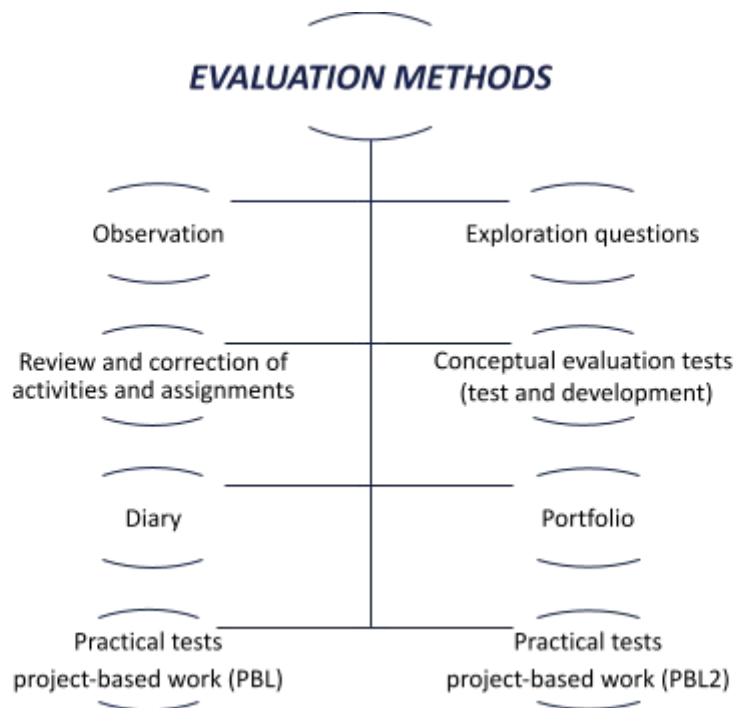 EVALUATION METHODS
Observation
Exploration questions
Review and correction of
activities and assignments
Conceptual evaluation tests
(test and development)
Diary
Portfolio
Practical tests
project-based work (PBL)
Practical tests
project-based work (PBL2)